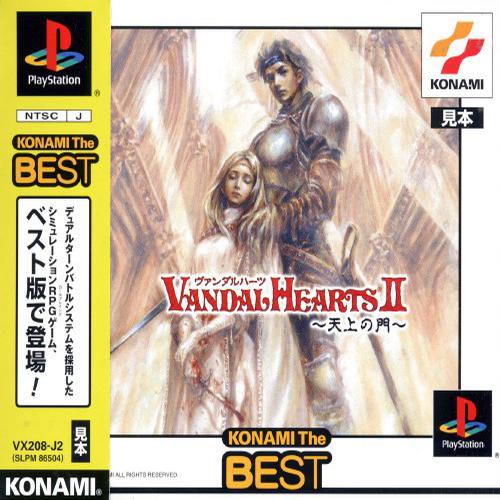 PlayStation
®
NTSC J
KONAMI The
BEST
デュアルターンバトルシステムを採用した
シミュレーションRPGゲーム、
ベスト版で登場!
VX208-J2
(SLPM 86504)
見本
KONAMI®
KONAMI
見本
ヴァンダルハーツ
VANDAL HEARTS II
~天上の門~
KONAMI The
BEST
PlayStation
®
ALL RIGHTS RESERVED.